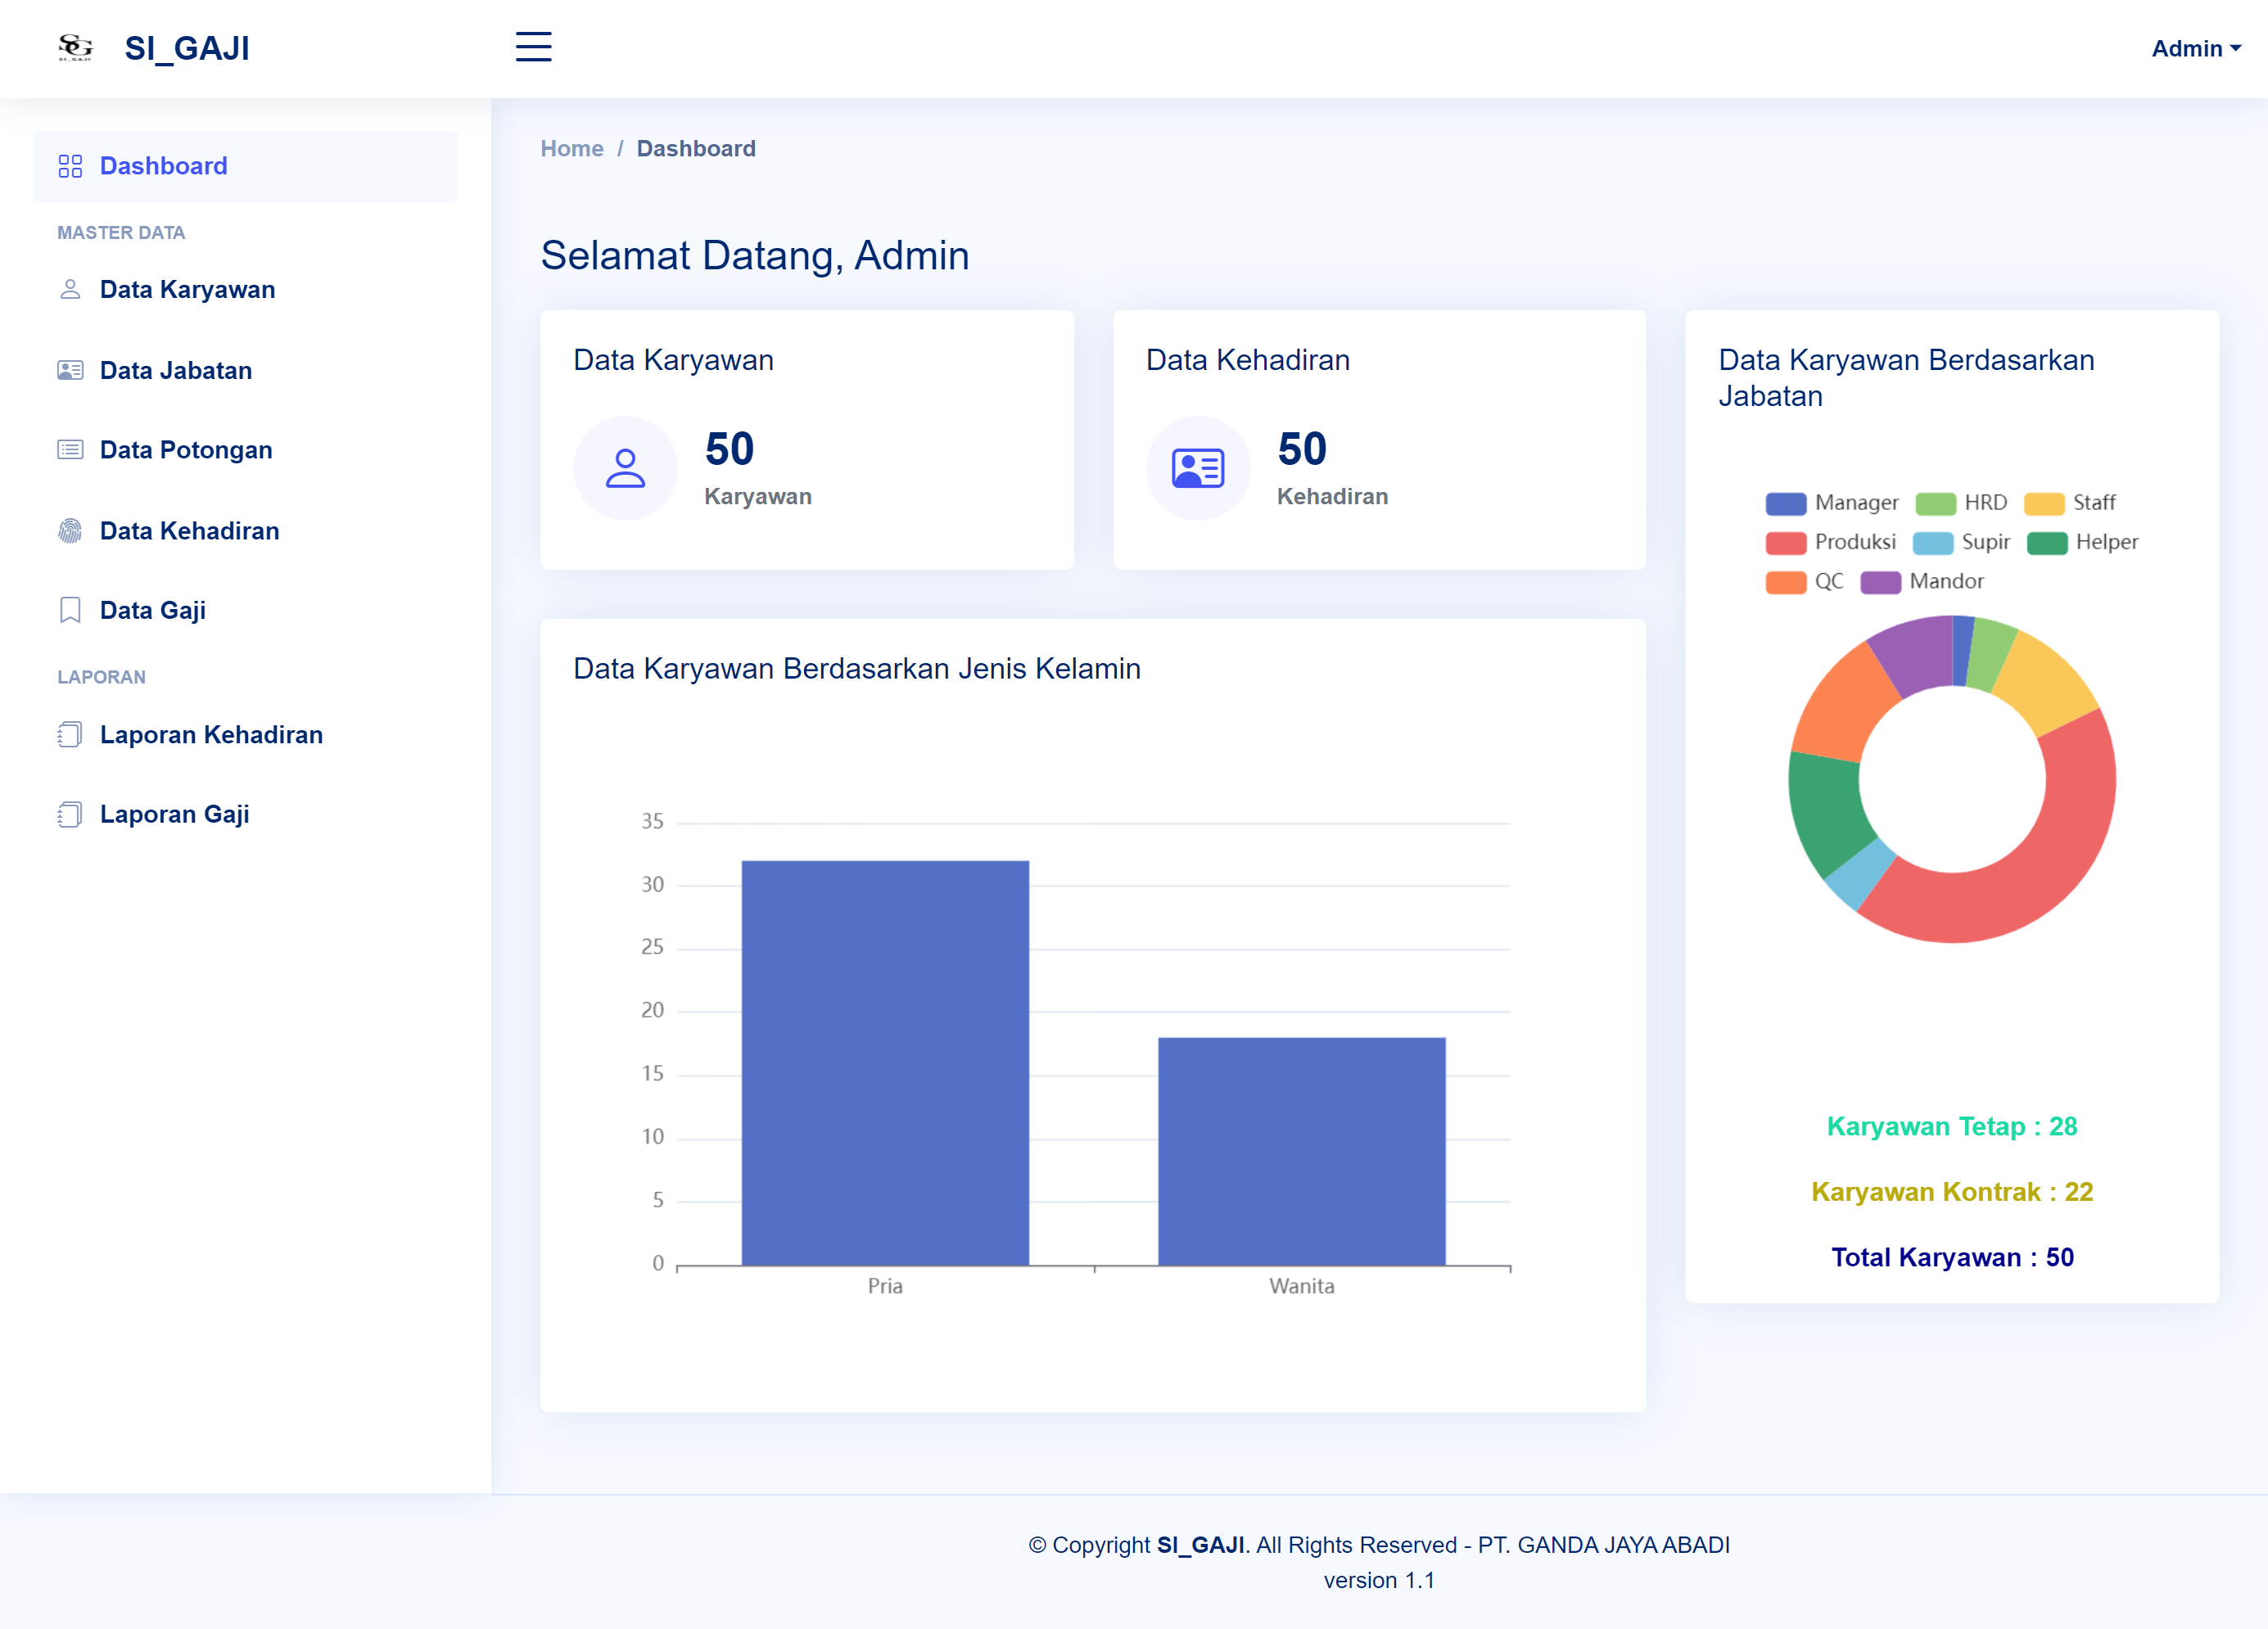 SG
SI_GAJI
SI_GAJI
Admin
Dashboard
MASTER DATA
Data Karyawan
Data Jabatan
Data Potongan
Data Kehadiran
Data Gaji
LAPORAN
Laporan Kehadiran
Laporan Gaji
Home / Dashboard
Selamat Datang, Admin
Data Karyawan
50
Karyawan
Data Kehadiran
50
Kehadiran
Data Karyawan Berdasarkan Jenis Kelamin
35
30
25
20
15
10
5
0
Pria
Wanita
Data Karyawan Berdasarkan
Jabatan
Manager HRD Staff
Produksi Supir Helper
QC Mandor
Karyawan Tetap : 28
Karyawan Kontrak : 22
Total Karyawan : 50
© Copyright SI_GAJI. All Rights Reserved - PT. GANDA JAYA ABADI
version 1.1